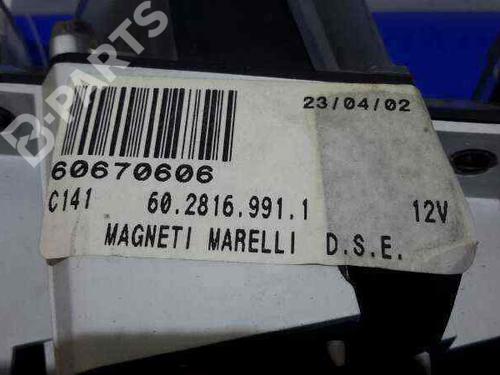 B-PARTS
23/04/02
60670606
C141 60.2816.991.1 12V
MAGNETI MARELLI D.S.E.